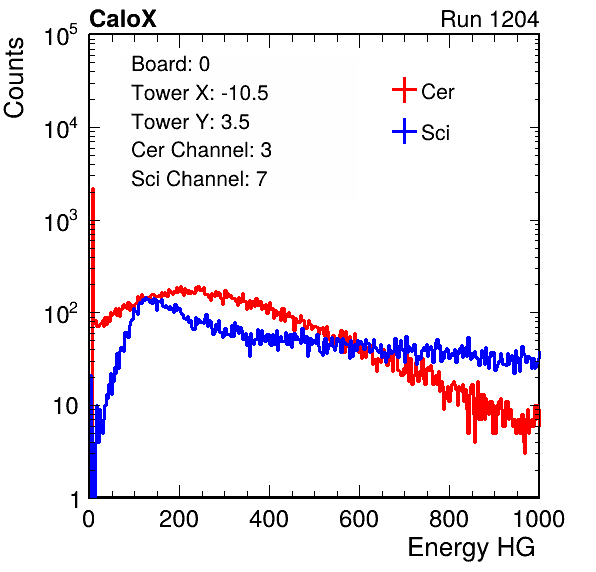 CaloX Run 1204
Counts
10^5
10^4
10^3
10^2
10
1
Board: 0
Tower X: -10.5
Tower Y: 3.5
Cer Channel: 3
Sci Channel: 7
Cer
Sci
0 200 400 600 800 1000
Energy HG